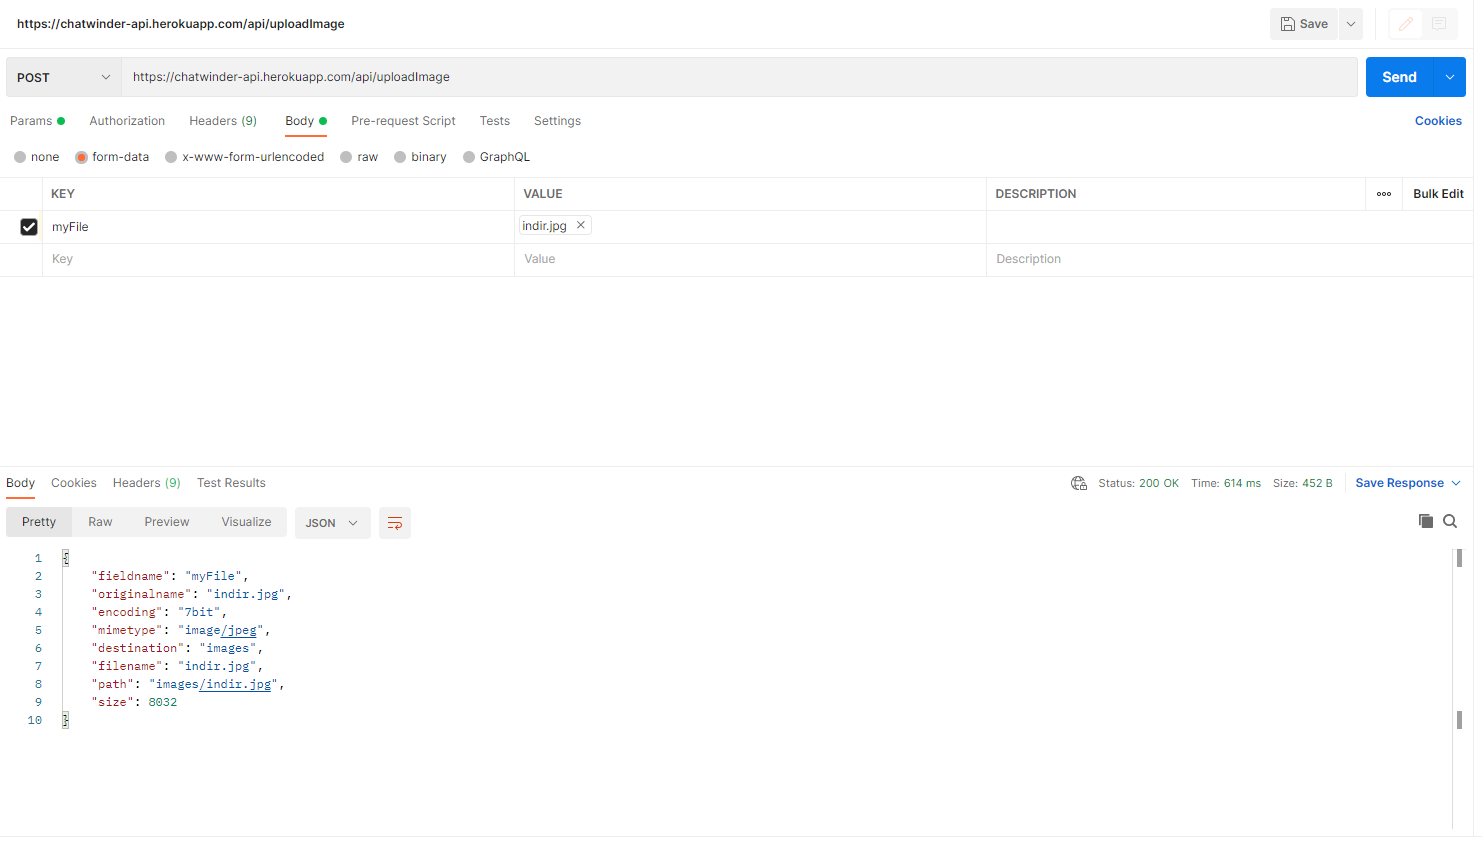 https://chatwinder-api.herokuapp.com/api/uploadImage
Save
POST
https://chatwinder-api.herokuapp.com/api/uploadImage
Send
Params Authorization Headers (9) Body Pre-request Script Tests Settings Cookies
none form-data x-www-form-urlencoded raw binary GraphQL
KEY VALUE DESCRIPTION Bulk Edit
myFile indir.jpg
Key Value Description
Body Cookies Headers (9) Test Results Status: 200 OK Time: 614 ms Size: 452 B Save Response
Pretty Raw Preview Visualize JSON
1 {
2 "fieldname": "myFile",
3 "originalname": "indir.jpg",
4 "encoding": "7bit",
5 "mimetype": "image/jpeg",
6 "destination": "images",
7 "filename": "indir.jpg",
8 "path": "images/indir.jpg",
9 "size": 8032
10 }